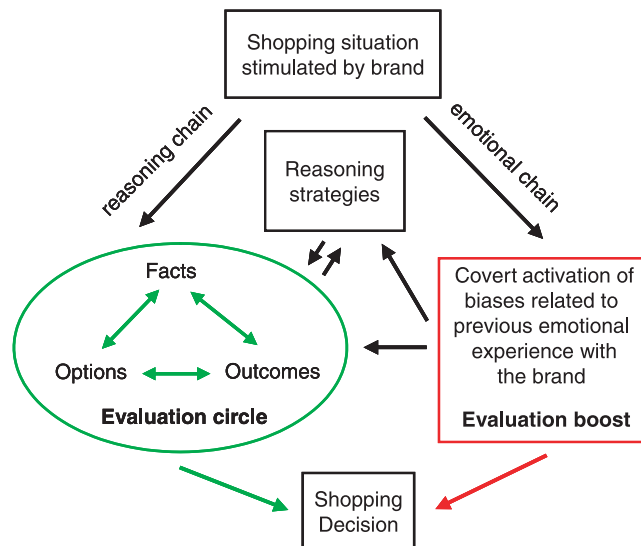 Shopping situation
stimulated by brand
reasoning chain
emotional chain
Reasoning
strategies
Facts
Options
Outcomes
Evaluation circle
Covert activation of
biases related to
previous emotional
experience with
the brand
Evaluation boost
Shopping
Decision